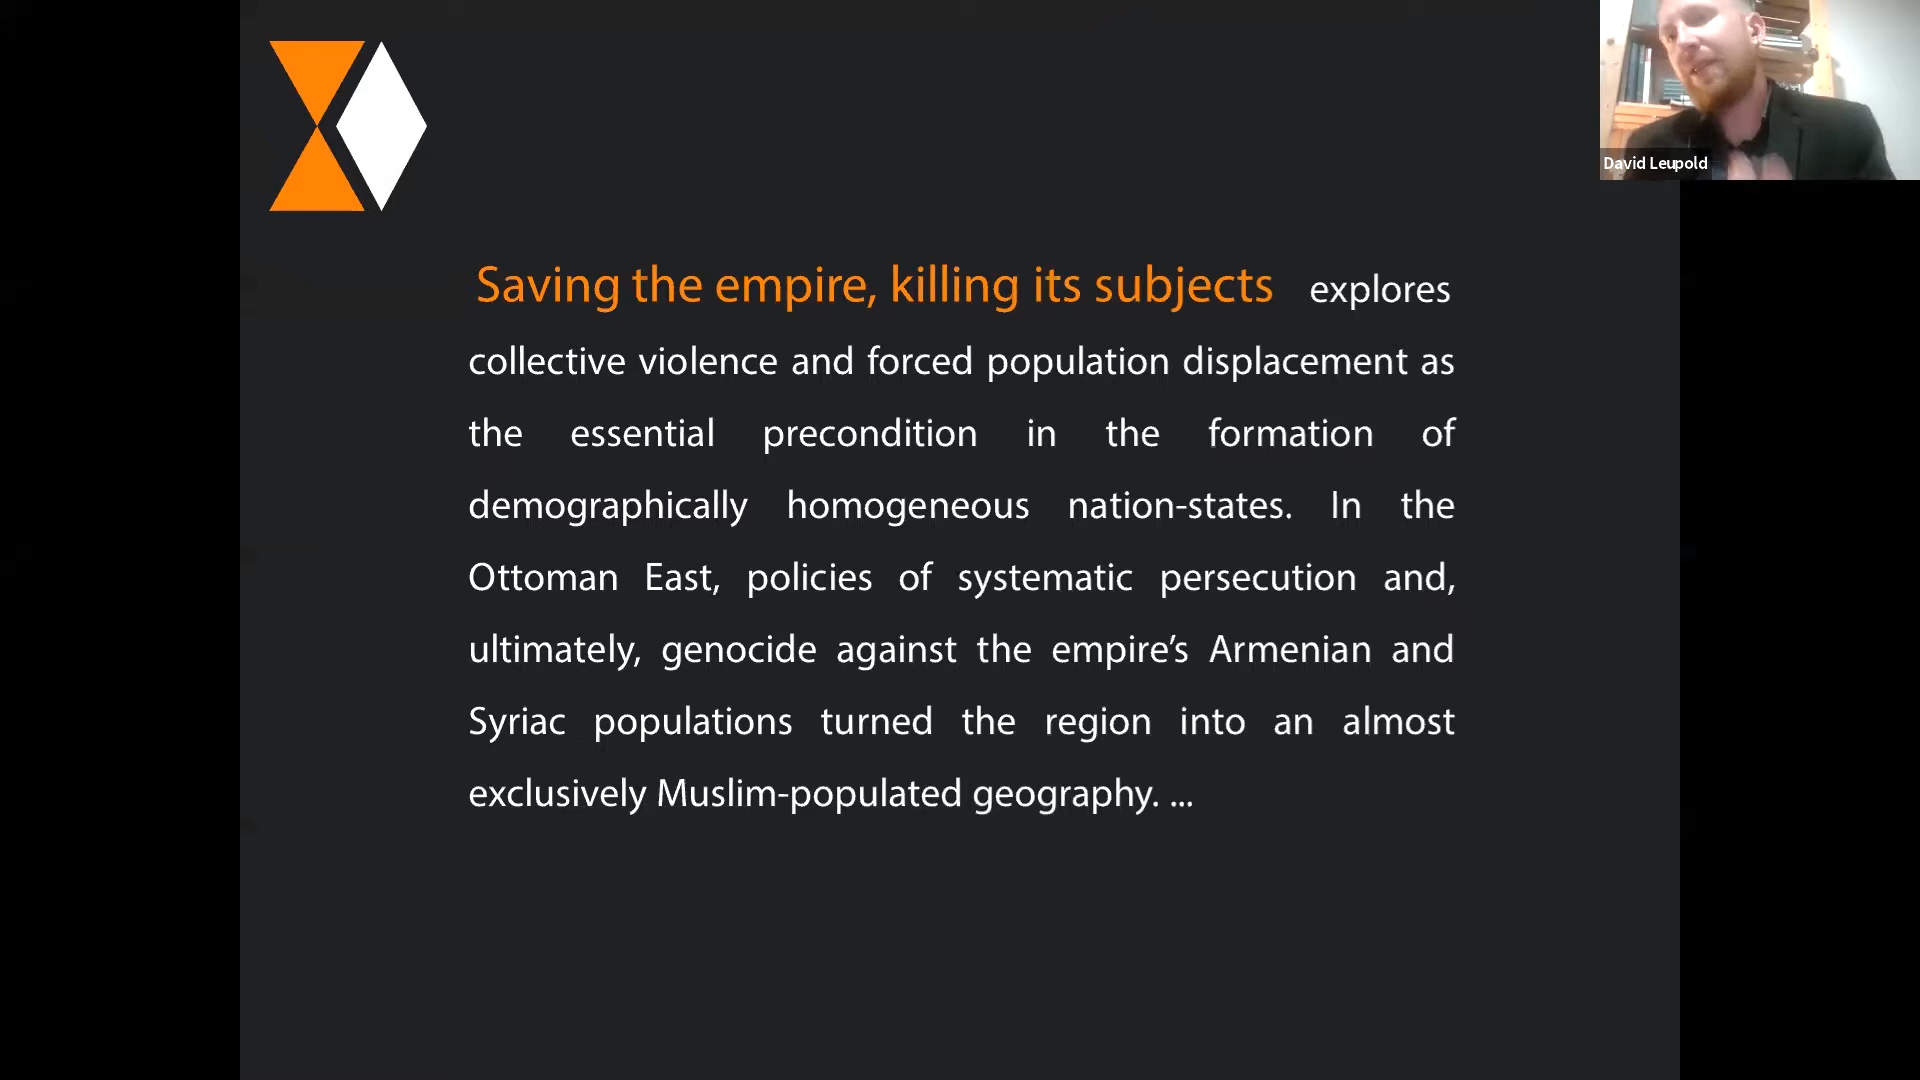 David Leupold
Saving the empire, killing its subjects explores
collective violence and forced population displacement as
the essential precondition in the formation of
demographically homogeneous nation-states. In the
Ottoman East, policies of systematic persecution and,
ultimately, genocide against the empire’s Armenian and
Syriac populations turned the region into an almost
exclusively Muslim-populated geography. ...